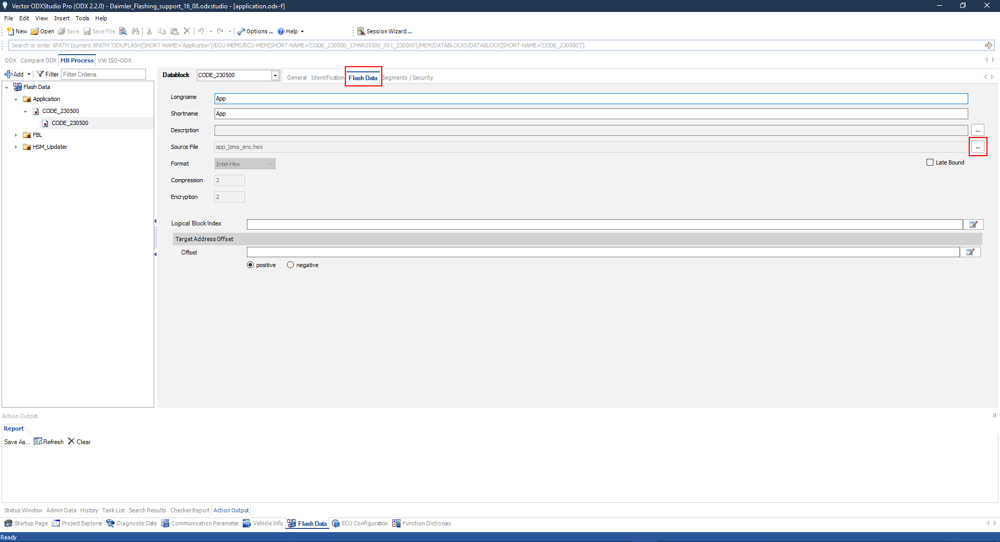 Vector ODXStudio Pro (ODX 2.2.0) - Daimler_Flashing_support_16_08.odxstudio - [application.odx-f]
File Edit View Insert Tools Help
New Open Save Save File Options ... Help Session Wizard ...
Search or enter XPATH (current XPATH 'ODX/FLASH[SHORT-NAME='Application']/ECU-MEMS/ECU-MEM[SHORT-NAME='CODE_230500_1749025500_001_230500']/MEM/DATABLOCKS/DATABLOCK[SHORT-NAME='CODE_230500']')
ODX Compare ODX MB Process VW ISO-ODX
Add Filter Filter Criteria
Flash Data
Application
CODE_230500
CODE_230500
FBL
HSM_Updater
Datablock CODE_230500 General Identification Flash Data Segments / Security
Longname App
Shortname App
Description ...
Source File app_lzma_enc.hex ...
Format Intel-Hex Late Bound
Compression 2
Encryption 2
Logical Block Index
Target Address Offset
Offset
positive negative
Action Output
Report
Save As... Refresh Clear
Status Window Admin Data History Task List Search Results Checker Report Action Output
Startup Page Project Explorer Diagnostic Data Communication Parameter Vehicle Info Flash Data ECU Configuration Function Dictionary
Ready